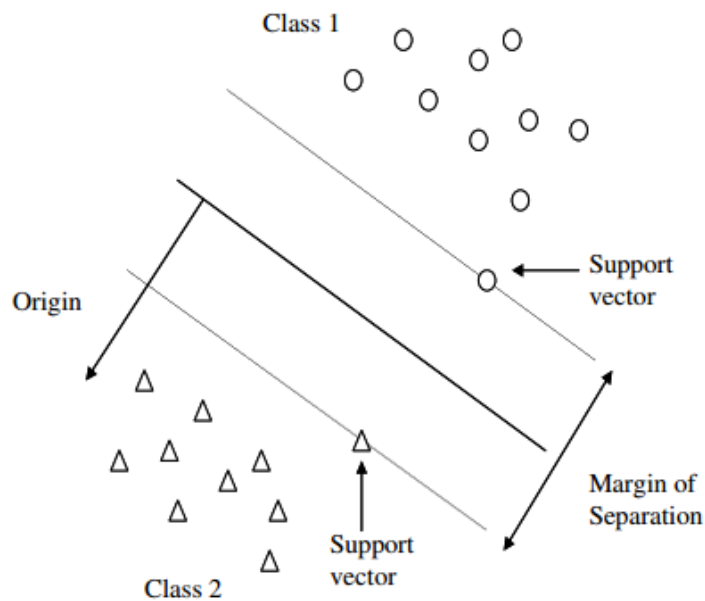 Class 1
Support
vector
Origin
Margin of
Separation
Support
vector
Class 2